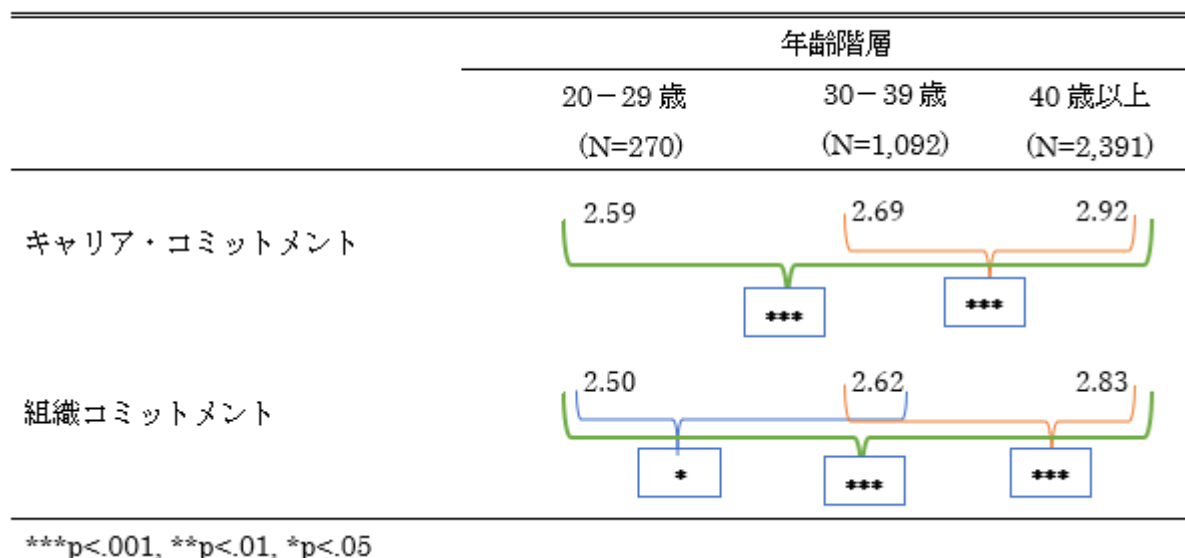 年齢階層
20－29 歳 30－39 歳 40 歳以上
(N=270) (N=1,092) (N=2,391)
キャリア・コミットメント 2.59 2.69 2.92
*** ***
組織コミットメント 2.50 2.62 2.83
* *** ***
***p<.001, **p<.01, *p<.05